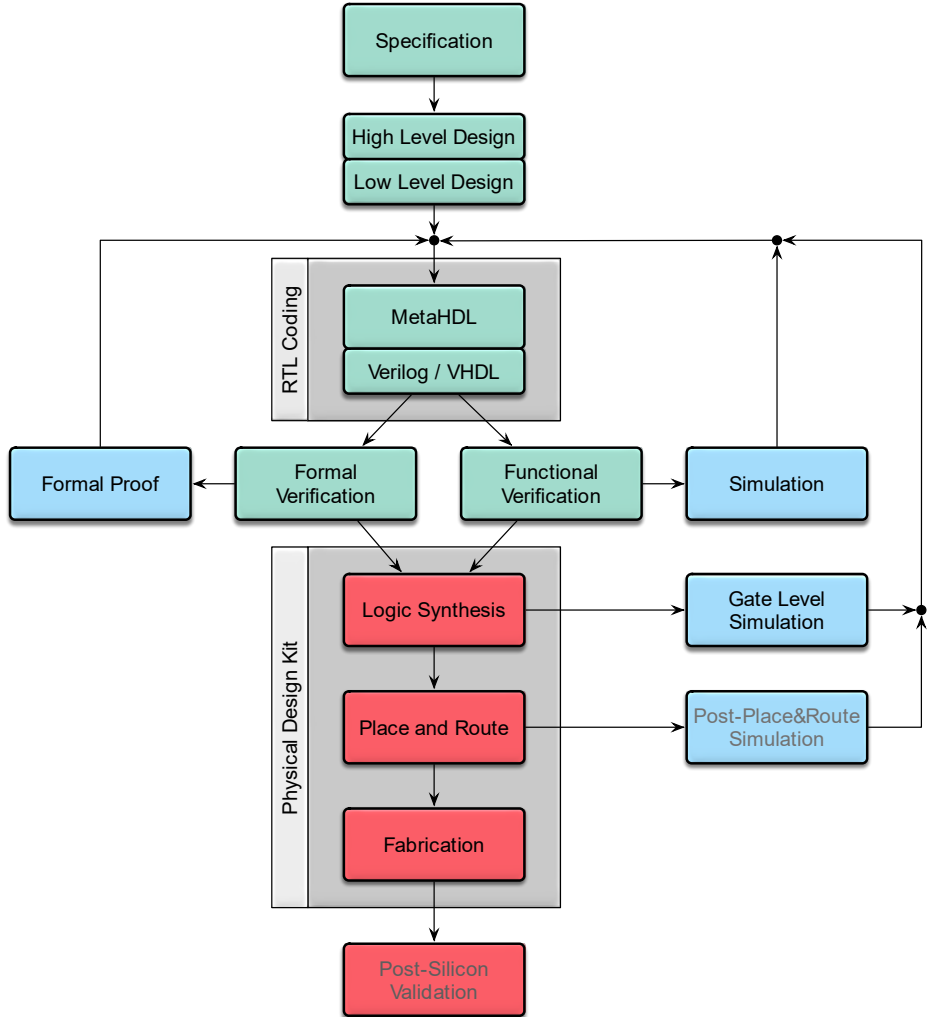 Specification
High Level Design
Low Level Design
RTL Coding
MetaHDL
Verilog / VHDL
Formal Proof
Formal
Verification
Functional
Verification
Simulation
Physical Design Kit
Logic Synthesis
Gate Level
Simulation
Place and Route
Post-Place&Route
Simulation
Fabrication
Post-Silicon
Validation